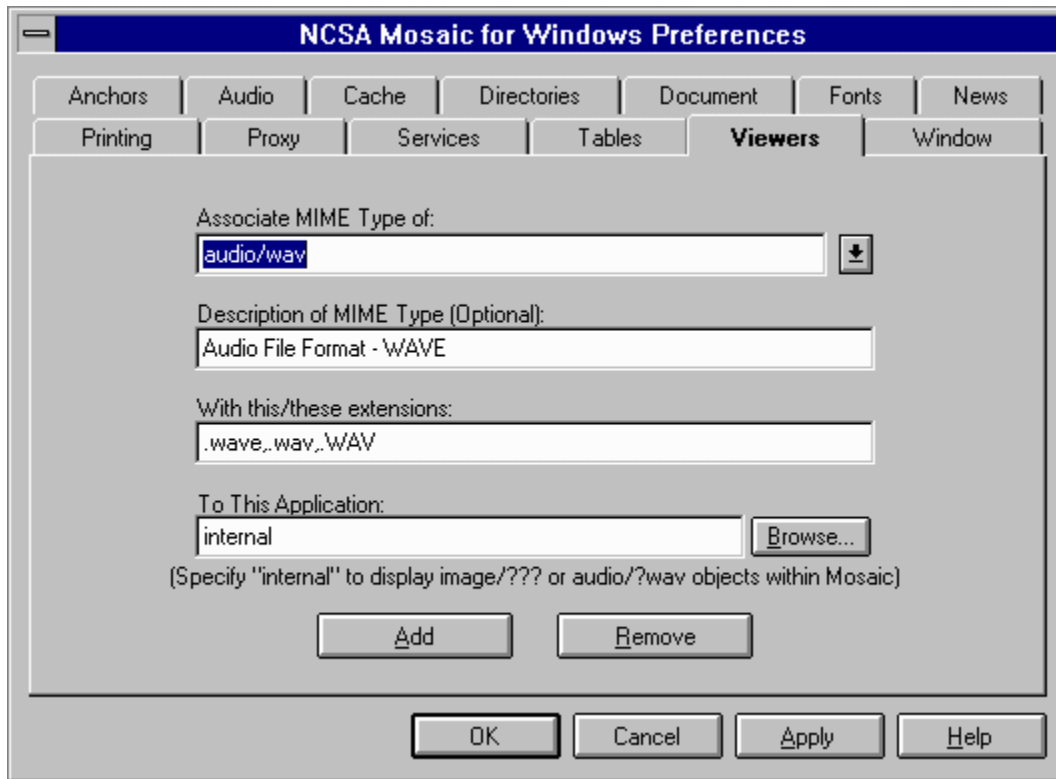 NCSA Mosaic for Windows Preferences
Anchors Audio Cache Directories Document Fonts News
Printing Proxy Services Tables Viewers Window
Associate MIME Type of:
audio/wav
Description of MIME Type (Optional):
Audio File Format - WAVE
With this/these extensions:
.wave,.wav,.WAV
To This Application:
internal Browse...
(Specify "internal" to display image/??? or audio/?wav objects within Mosaic)
Add Remove
OK Cancel Apply Help